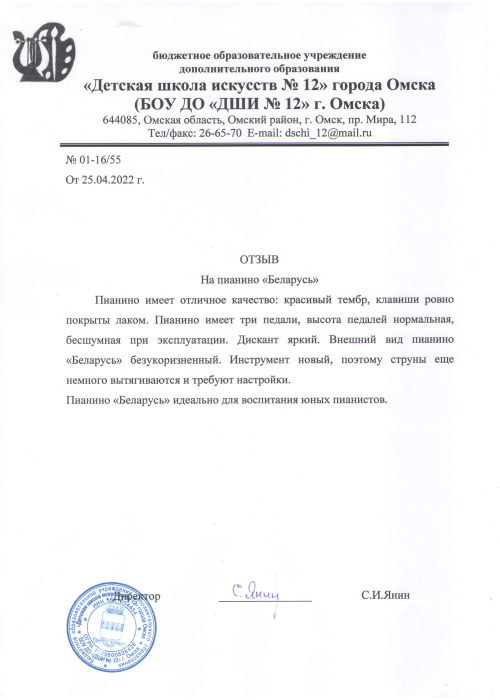 бюджетное образовательное учреждение
дополнительного образования
«Детская школа искусств № 12» города Омска
(БОУ ДО «ДШИ № 12» г. Омска)
644085, Омская область, Омский район, г. Омск, пр. Мира, 112
Тел/факс: 26-65-70 E-mail: dschi_12@mail.ru
№ 01-16/55
От 25.04.2022 г.
ОТЗЫВ
На пианино «Беларусь»
Пианино имеет отличное качество: красивый тембр, клавиши ровно
покрыты лаком. Пианино имеет три педали, высота педалей нормальная,
бесшумная при эксплуатации. Дискант яркий. Внешний вид пианино
«Беларусь» безукоризненный. Инструмент новый, поэтому струны еще
немного вытягиваются и требуют настройки.
Пианино «Беларусь» идеально для воспитания юных пианистов.
Директор С.Янин С.И.Янин